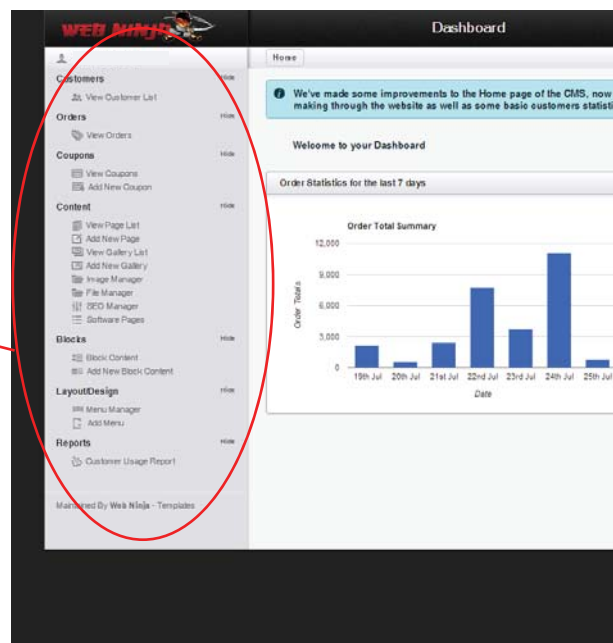 WEB NINJA
Dashboard
Home
Customers Hide
View Customer List
Orders Hide
View Orders
Coupons Hide
View Coupons
Add New Coupon
Content Hide
View Page List
Add New Page
View Gallery List
Add New Gallery
Image Manager
File Manager
SEO Manager
Software Pages
Blocks Hide
Block Content
Add New Block Content
Layout/Design Hide
Menu Manager
Add Menu
Reports Hide
Customer Usage Report
Maintained By Web Ninja - Templates
We've made some improvements to the Home page of the CMS, now
making through the website as well as some basic customers statisti
Welcome to your Dashboard
Order Statistics for the last 7 days
Order Total Summary
12,000
9,000
6,000
3,000
0
Order Totals
19th Jul 20th Jul 21st Jul 22nd Jul 23rd Jul 24th Jul 25th Jul
Date